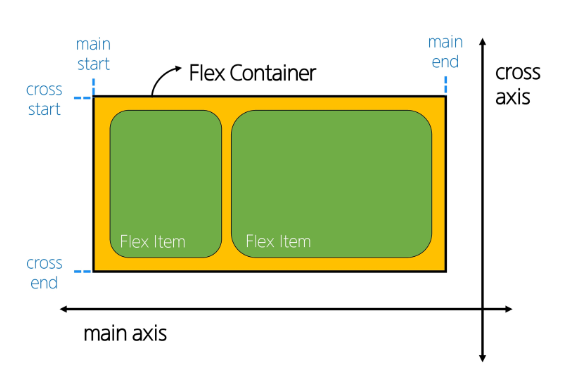 main
start
main
end
Flex Container
cross
axis
cross
start
Flex Item
Flex Item
cross
end
main axis